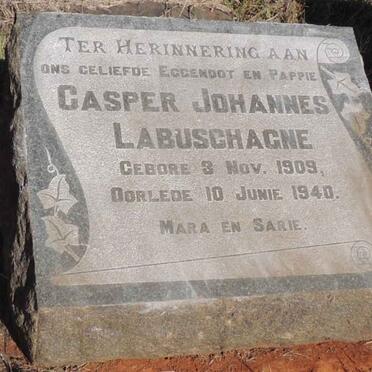 TER HERINNERING AAN
ONS GELIEFDE EGGENOOT EN PAPPIE
CASPER JOHANNES
LABUSCHAGNE
GEBORE 3 NOV. 1909,
OORLEDE 10 JUNIE 1940.
MARA EN SARIE.